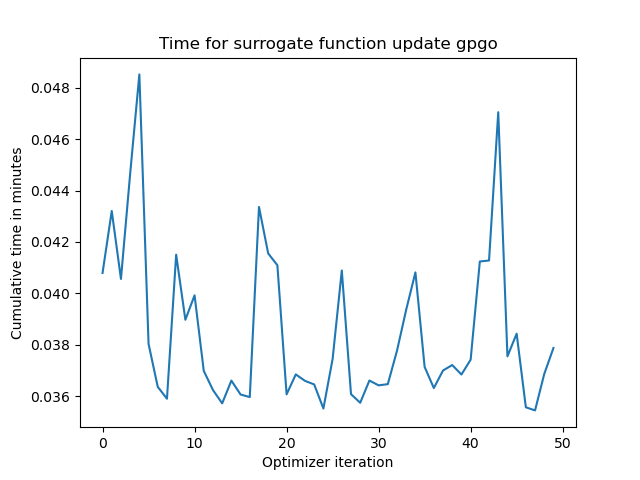 Time for surrogate function update gpgo
Cumulative time in minutes
0.048
0.046
0.044
0.042
0.040
0.038
0.036
0 10 20 30 40 50
Optimizer iteration